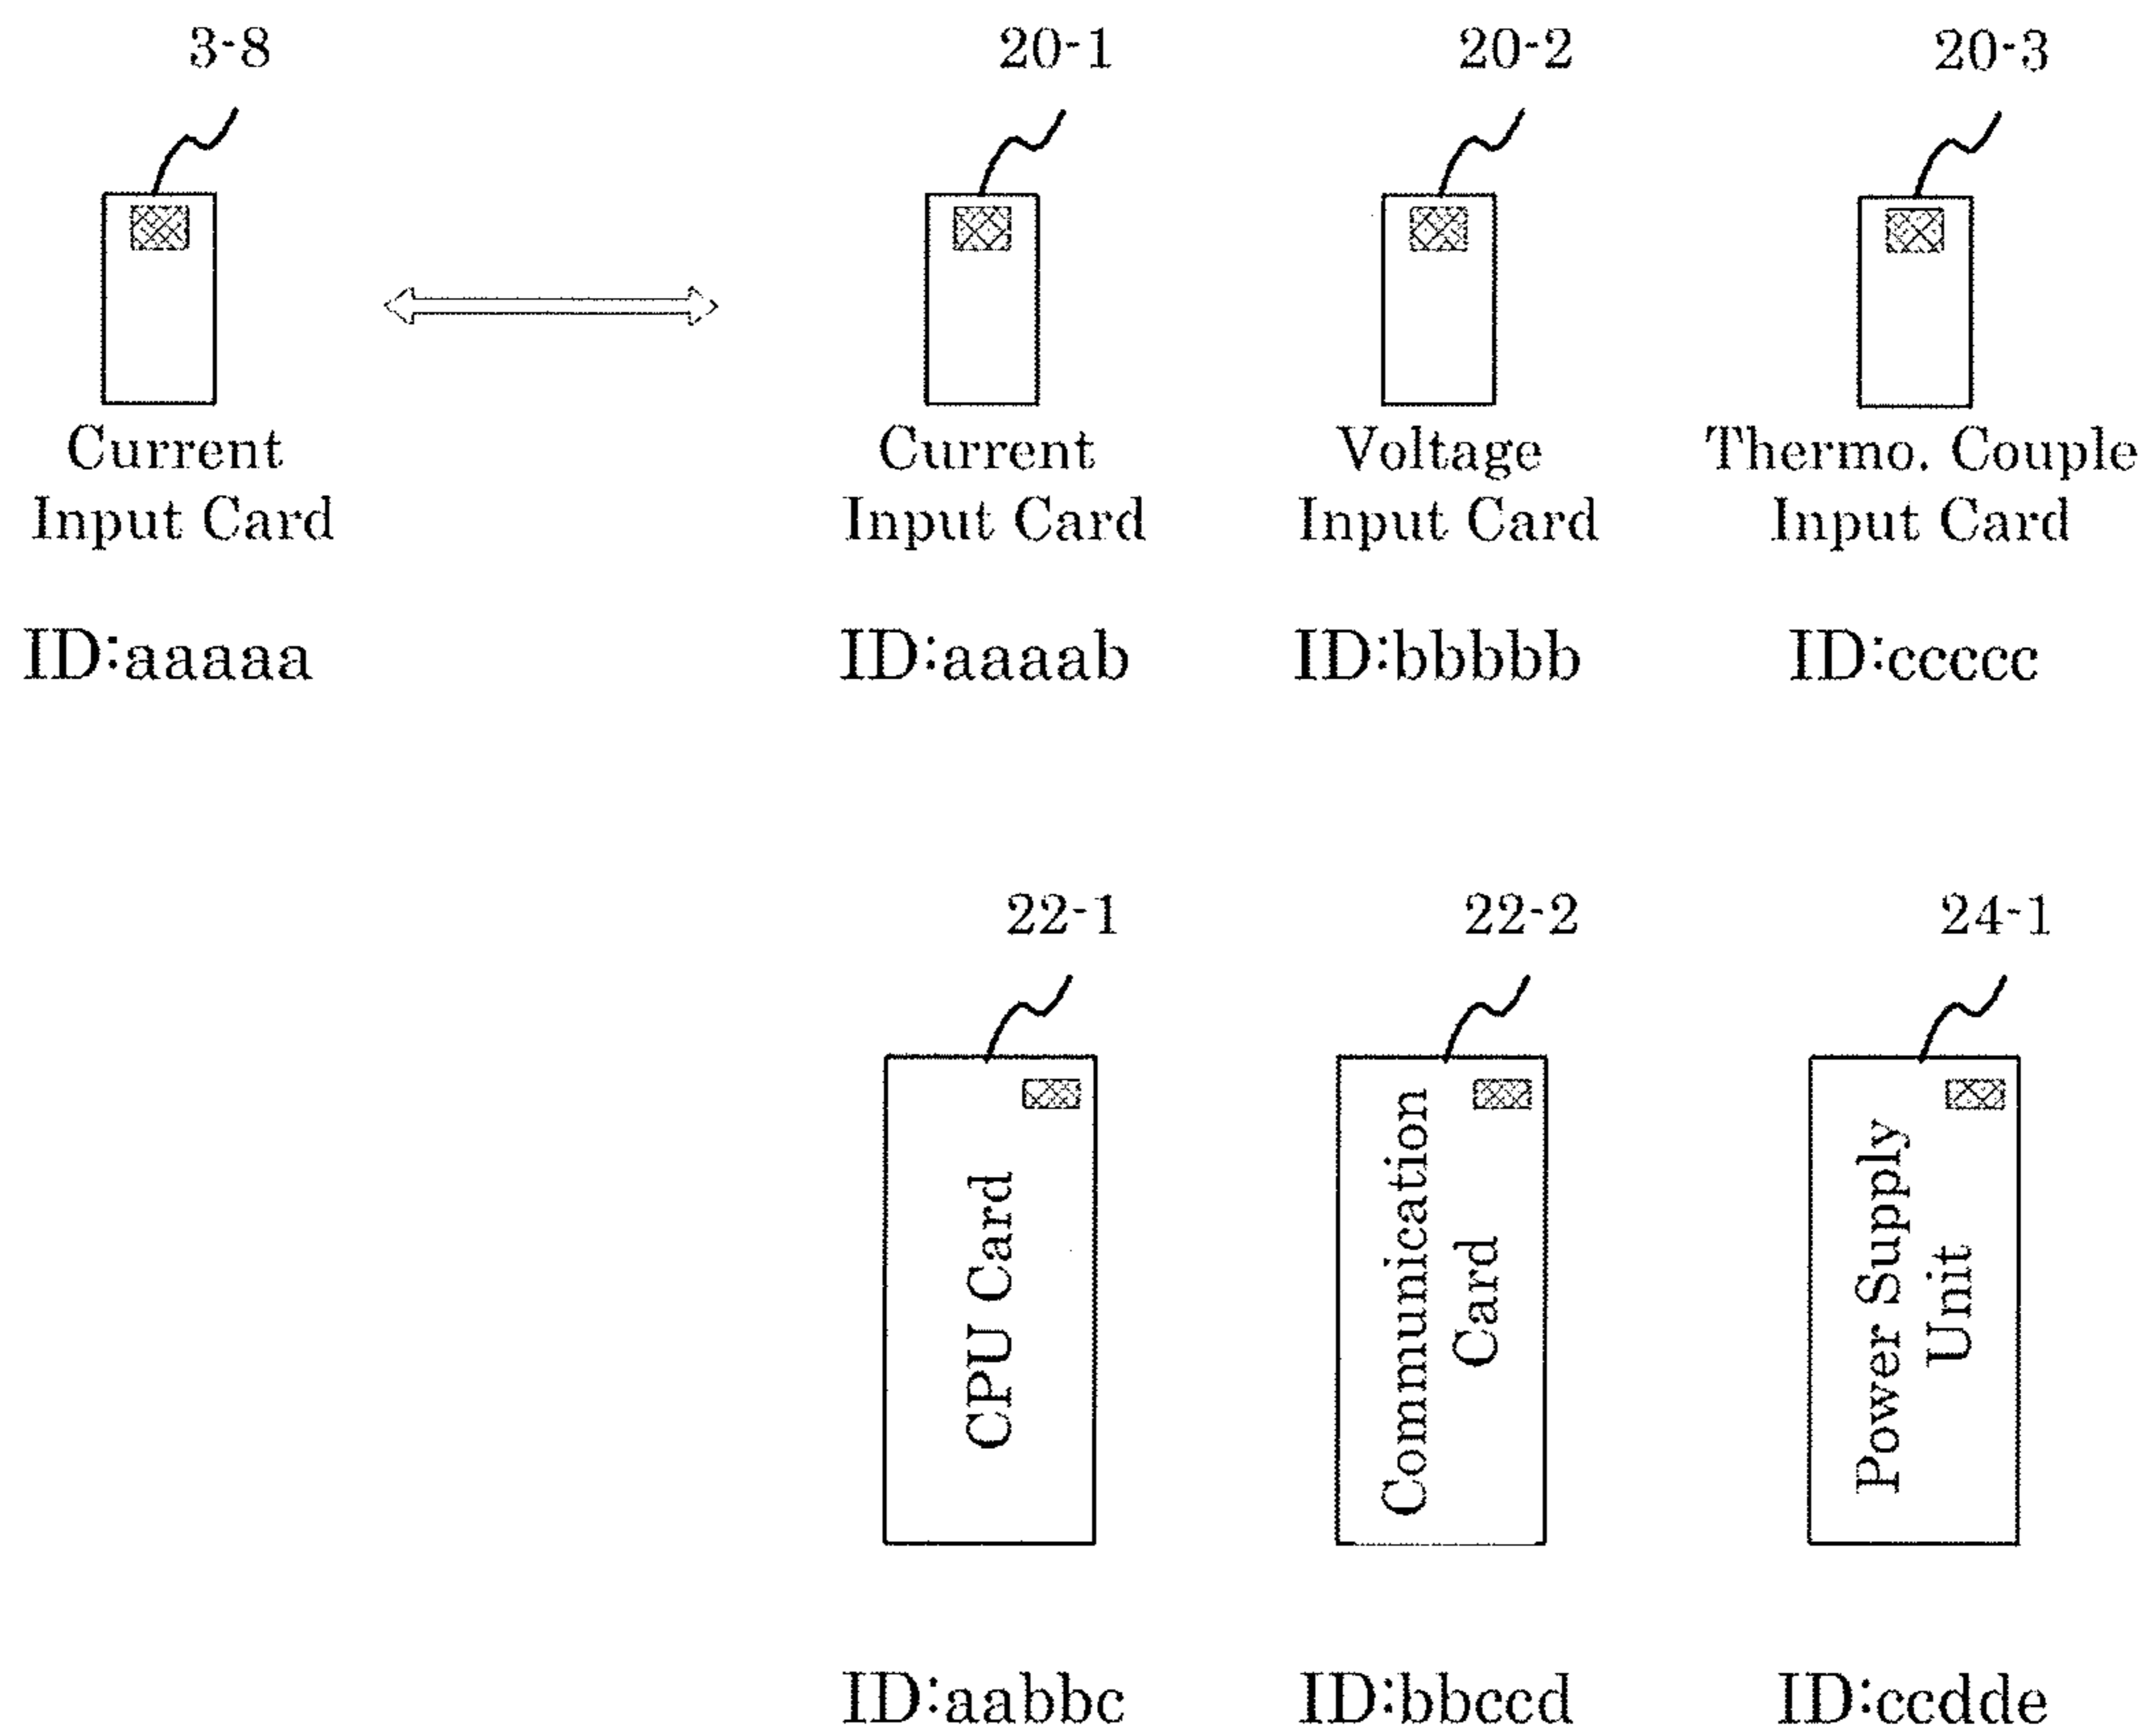 3-8
20-1
20-2
20-3
Current
Input Card
Current
Input Card
Voltage
Input Card
Thermo. Couple
Input Card
ID:aaaaa
ID:aaaab
ID:bbbbb
ID:ccccc
22-1
22-2
24-1
CPU Card
Communication
Card
Power Supply
Unit
ID:aabbc
ID:bbccd
ID:ccdde